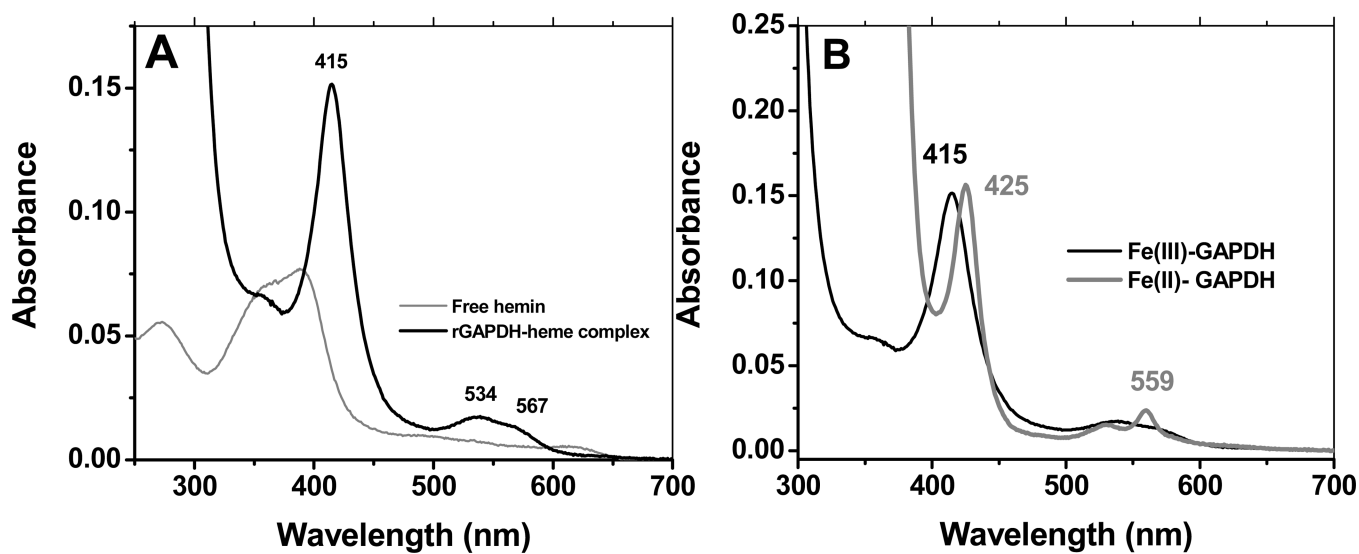 A
415
534
567
Free hemin
rGAPDH-heme complex
0.15
0.10
0.05
0.00
Absorbance
300
400
500
600
700
Wavelength (nm)
B
415
425
559
Fe(III)-GAPDH
Fe(II)- GAPDH
0.25
0.20
0.15
0.10
0.05
0.00
Absorbance
300
400
500
600
700
Wavelength (nm)